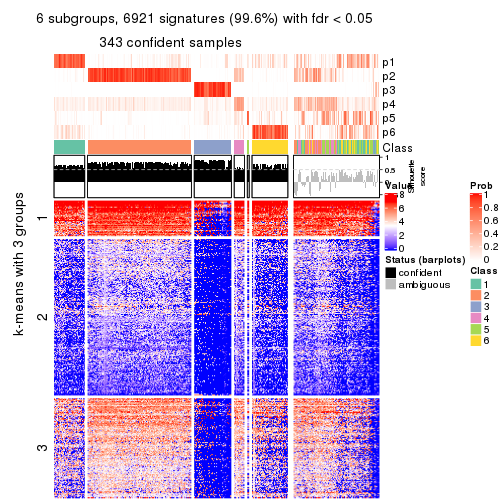 6 subgroups, 6921 signatures (99.6%) with fdr < 0.05
343 confident samples
p1
p2
p3
p4
p5
p6
Class
1
0.5
0
Silhouette
score
k-means with 3 groups
1
2
3
Value
8
6
4
2
0
Status (barplots)
confident
ambiguous
Prob
1
0.8
0.6
0.4
0.2
0
Class
1
2
3
4
5
6